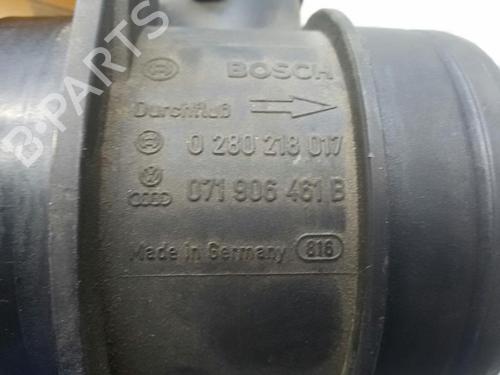 BOSCH
Durchfluß
0 280 218 017
071 906 461 B
Made in Germany 816
B-PARTS